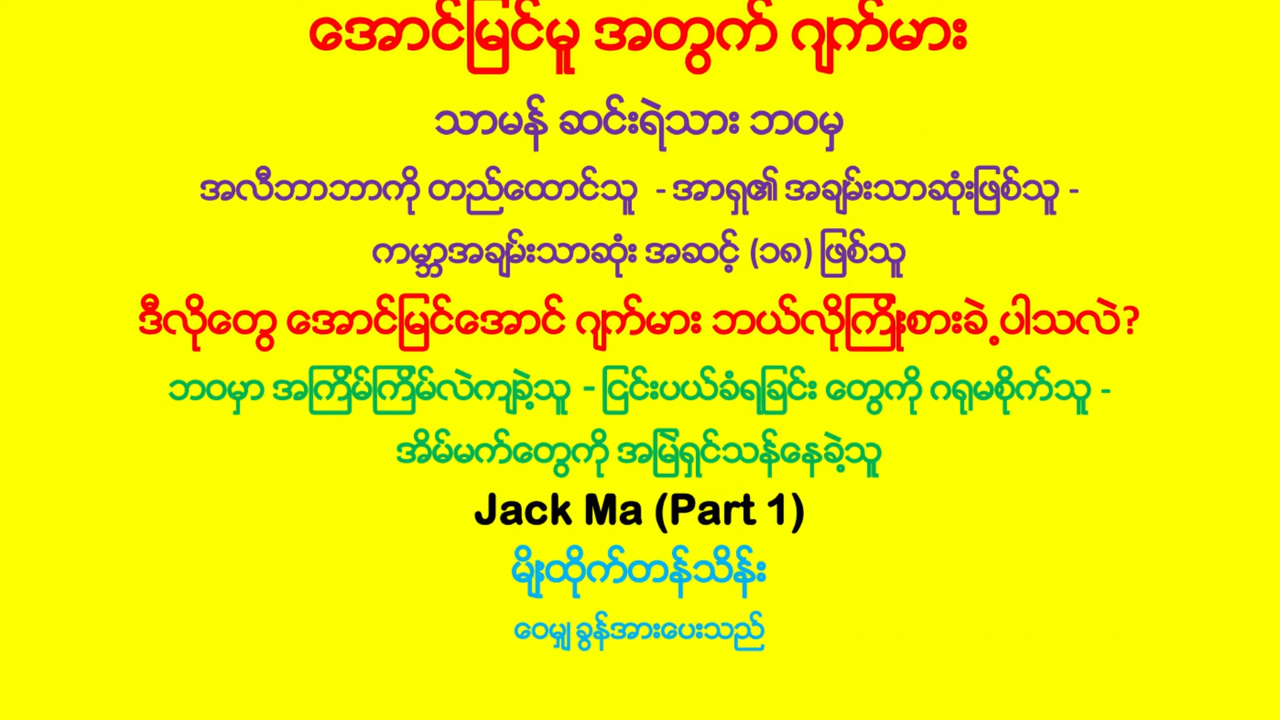 အောင်မြင်မူ အတွက် ဂျက်မား
သာမန် ဆင်းရဲသား ဘဝမှ
အလီဘာဘာကို တည်ထောင်သူ - အာရှ၏ အချမ်းသာဆုံးဖြစ်သူ -
ကမ္ဘာ့အချမ်းသာဆုံး အဆင့် (၁၈) ဖြစ်သူ
ဒီလိုတွေ အောင်မြင်အောင် ဂျက်မား ဘယ်လိုကြိုးစားခဲ့ပါသလဲ?
ဘဝမှာ အကြိမ်ကြိမ်လဲကျခဲ့သူ - ငြင်းပယ်ခံရခြင်း တွေကို ဂရုမစိုက်သူ -
အိမ်မက်တွေကို အမြဲရှင်သန်နေခဲ့သူ
Jack Ma (Part 1)
မျိုးထိုက်တန်သိန်း
ဝေမျှ ခွန်အားပေးသည်